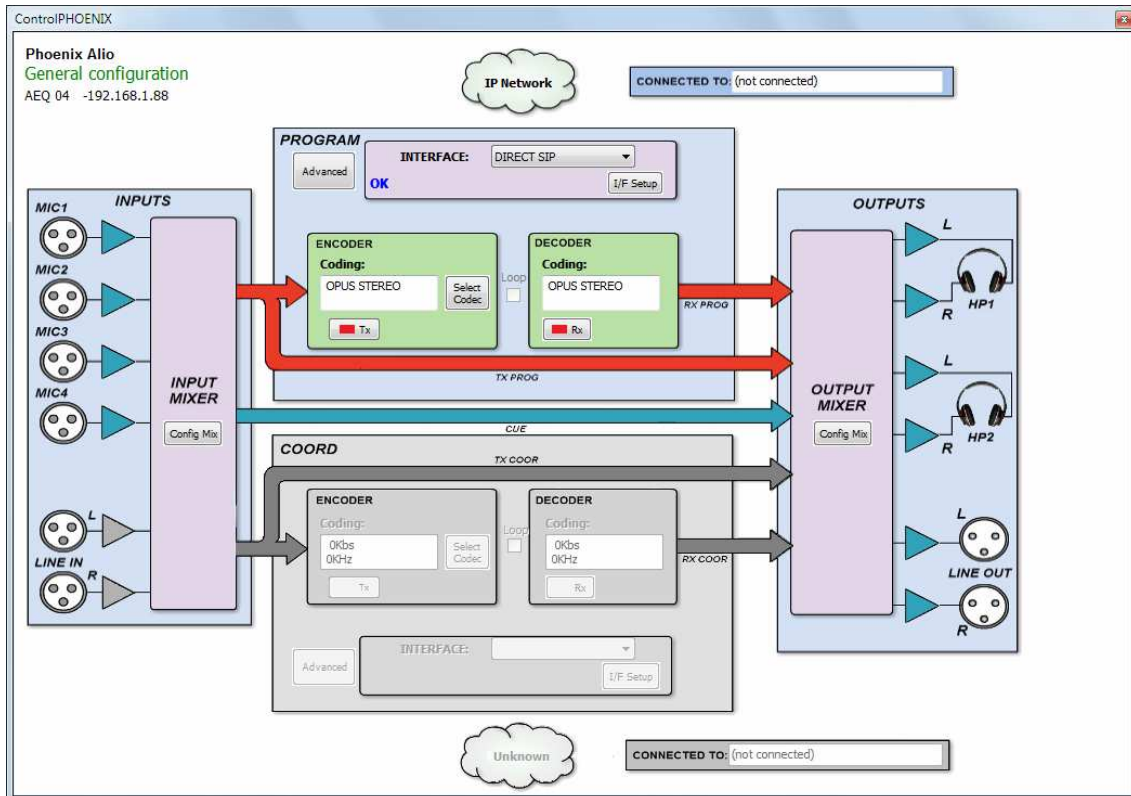 ControlPHOENIX
Phoenix Alio
General configuration
AEQ 04 -192.168.1.88
IP Network
CONNECTED TO: (not connected)
PROGRAM
Advanced
INTERFACE: DIRECT SIP
OK
I/F Setup
ENCODER
Coding:
OPUS STEREO
Select
Codec
Tx
Loop
DECODER
Coding:
OPUS STEREO
Rx
RX PROG
TX PROG
INPUTS
MIC1
MIC2
MIC3
MIC4
INPUT
MIXER
Config Mix
L
LINE IN
R
CUE
COORD
TX COOR
ENCODER
Coding:
0Kbs
0KHz
Select
Codec
Tx
Loop
DECODER
Coding:
0Kbs
0KHz
Rx
RX COOR
Advanced
INTERFACE:
I/F Setup
OUTPUTS
OUTPUT
MIXER
Config Mix
L
HP1
R
L
HP2
R
L
LINE OUT
R
Unknown
CONNECTED TO: (not connected)